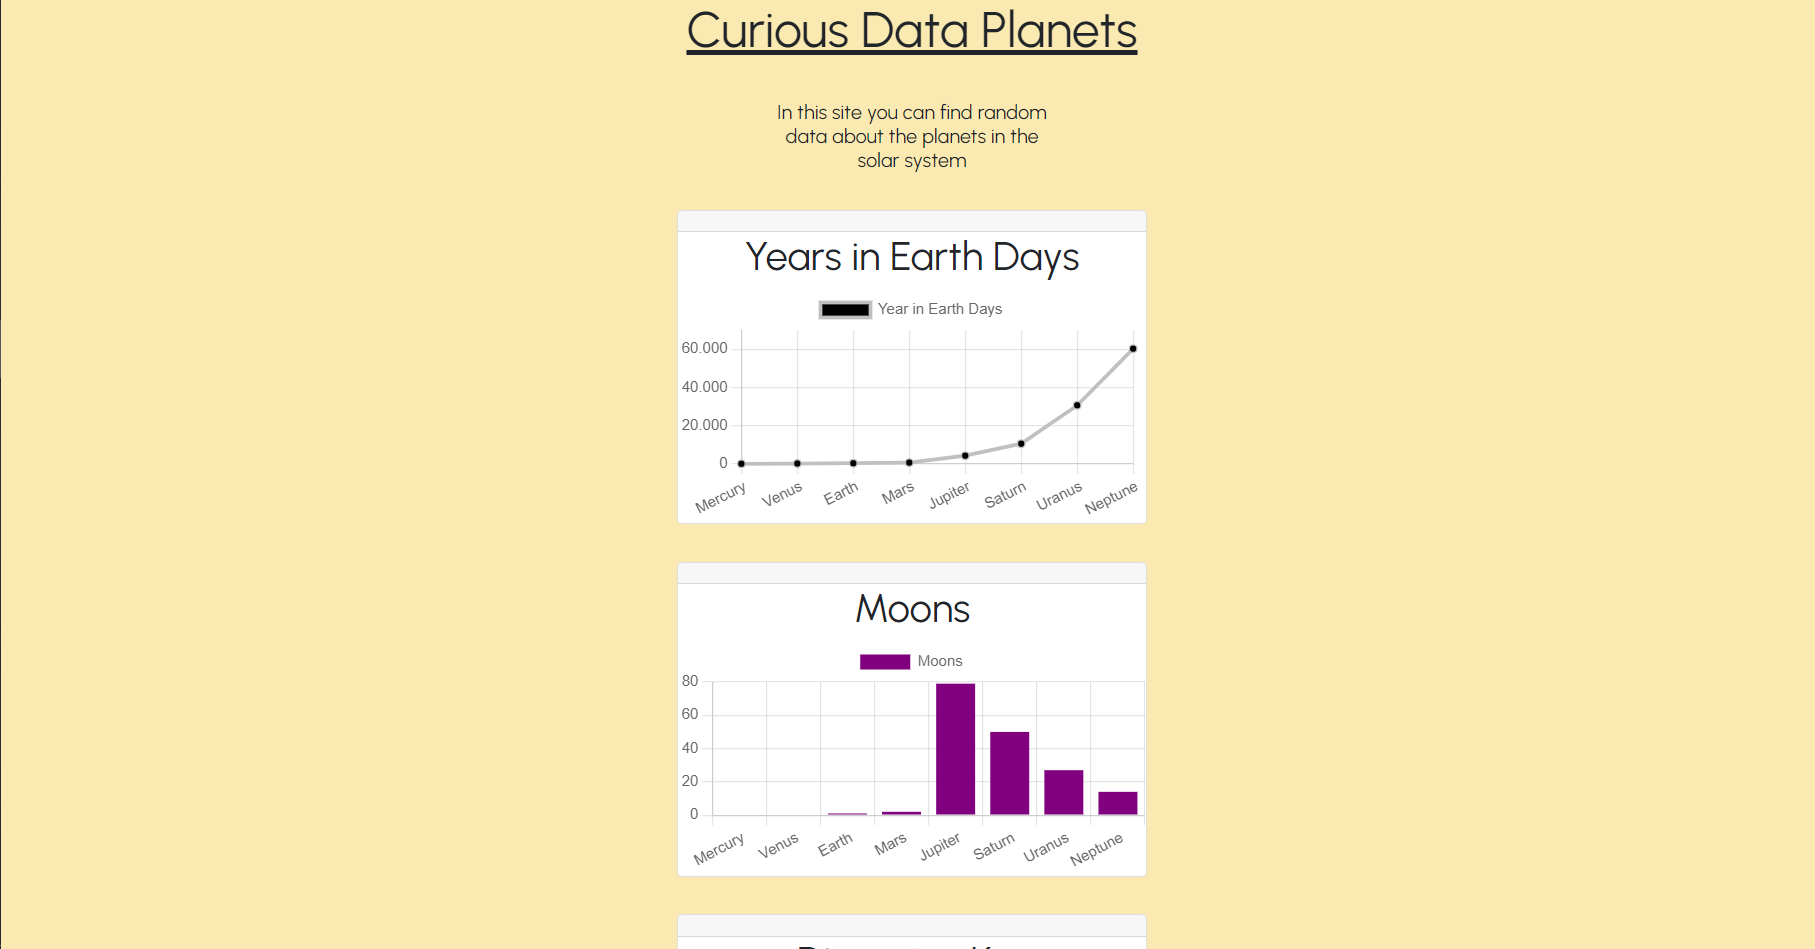 Curious Data Planets
In this site you can find random
data about the planets in the
solar system
Years in Earth Days
Year in Earth Days
60.000
40.000
20.000
0
Mercury Venus Earth Mars Jupiter Saturn Uranus Neptune
Moons
Moons
80
60
40
20
0
Mercury Venus Earth Mars Jupiter Saturn Uranus Neptune